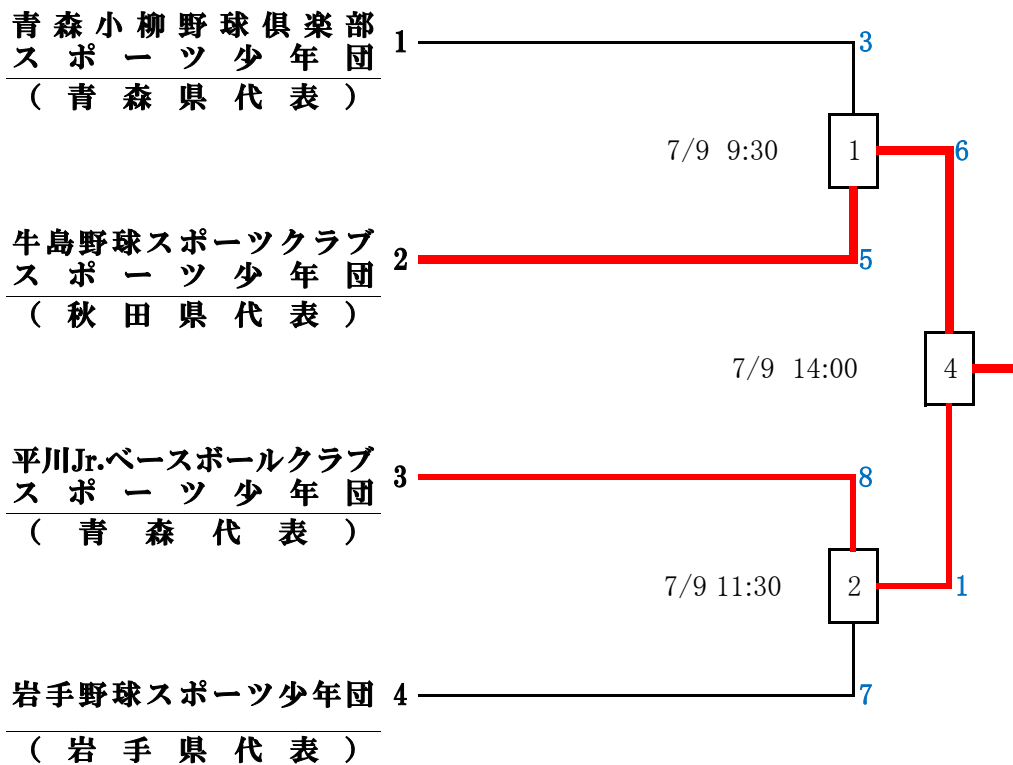 青森小柳野球倶楽部
スポーツ少年団
1
3
（青森県代表）
7/9 9:30
1
6
牛島野球スポーツクラブ
スポーツ少年団
2
5
（秋田県代表）
7/9 14:00
4
平川Jr.ベースボールクラブ
スポーツ少年団
3
8
（青森代表）
7/9 11:30
2
1
岩手野球スポーツ少年団
4
7
（岩手県代表）